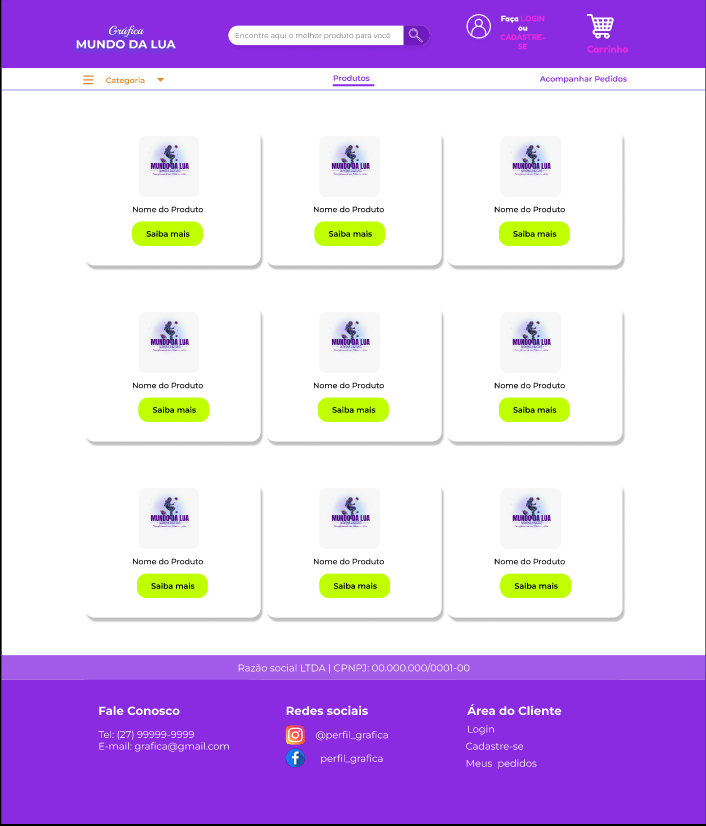 Gráfica
MUNDO DA LUA
Encontre aqui o melhor produto para você
Faça LOGIN
ou
CADASTRE-
SE
Carrinho
Categoria
Produtos
Acompanhar Pedidos
MUNDO DA LUA
MUNDO DA LUA
MUNDO DA LUA
Nome do Produto
Nome do Produto
Nome do Produto
Saiba mais
Saiba mais
Saiba mais
MUNDO DA LUA
MUNDO DA LUA
MUNDO DA LUA
Nome do Produto
Nome do Produto
Nome do Produto
Saiba mais
Saiba mais
Saiba mais
MUNDO DA LUA
MUNDO DA LUA
MUNDO DA LUA
Nome do Produto
Nome do Produto
Nome do Produto
Saiba mais
Saiba mais
Saiba mais
Razão social LTDA | CPNPJ: 00.000.000/0001-00
Fale Conosco
Tel: (27) 99999-9999
E-mail: grafica@gmail.com
Redes sociais
@perfil_grafica
perfil_grafica
Área do Cliente
Login
Cadastre-se
Meus pedidos